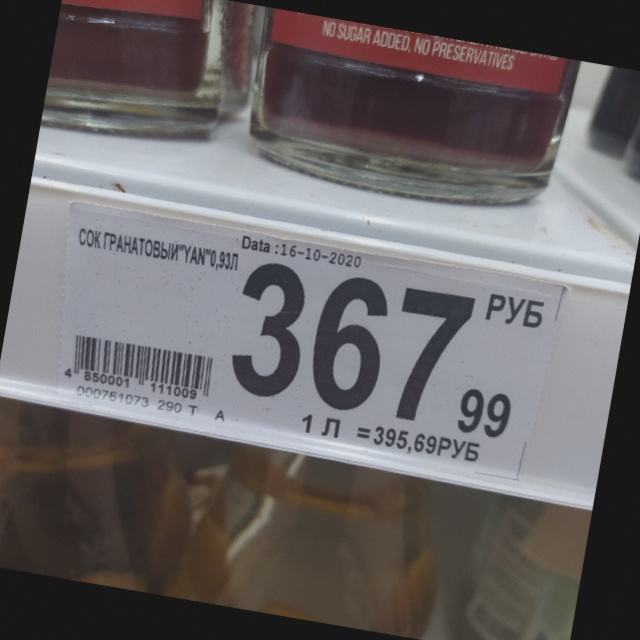 NO SUGAR ADDED, NO PRESERVATIVES
СОК ГРАНАТОВЫЙ"YAN"0,93Л
Data :16-10-2020
367 99 РУБ
4 850001 111009
000761073 290 Т А
1 Л =395,69РУБ